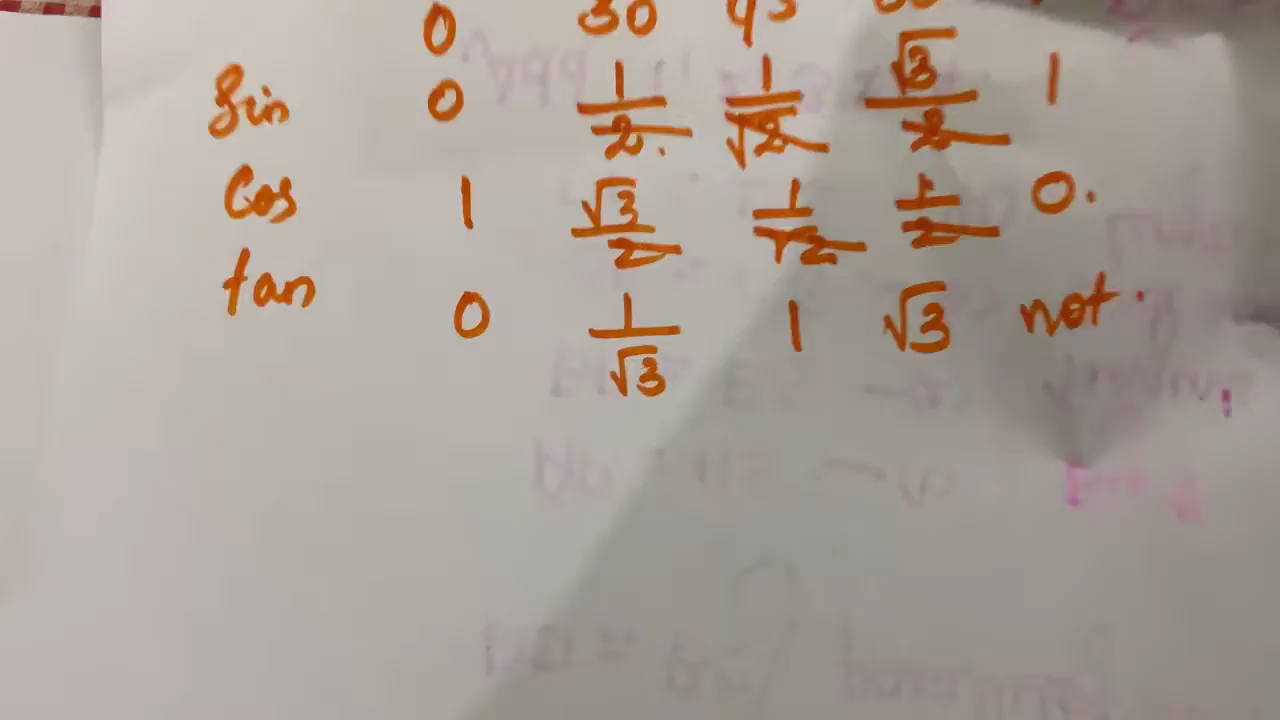 0 30 45
sin 0 1/2 1/√2 √3/2 1
cos 1 √3/2 1/√2 1/2 0.
tan 0 1/√3 1 √3 not.